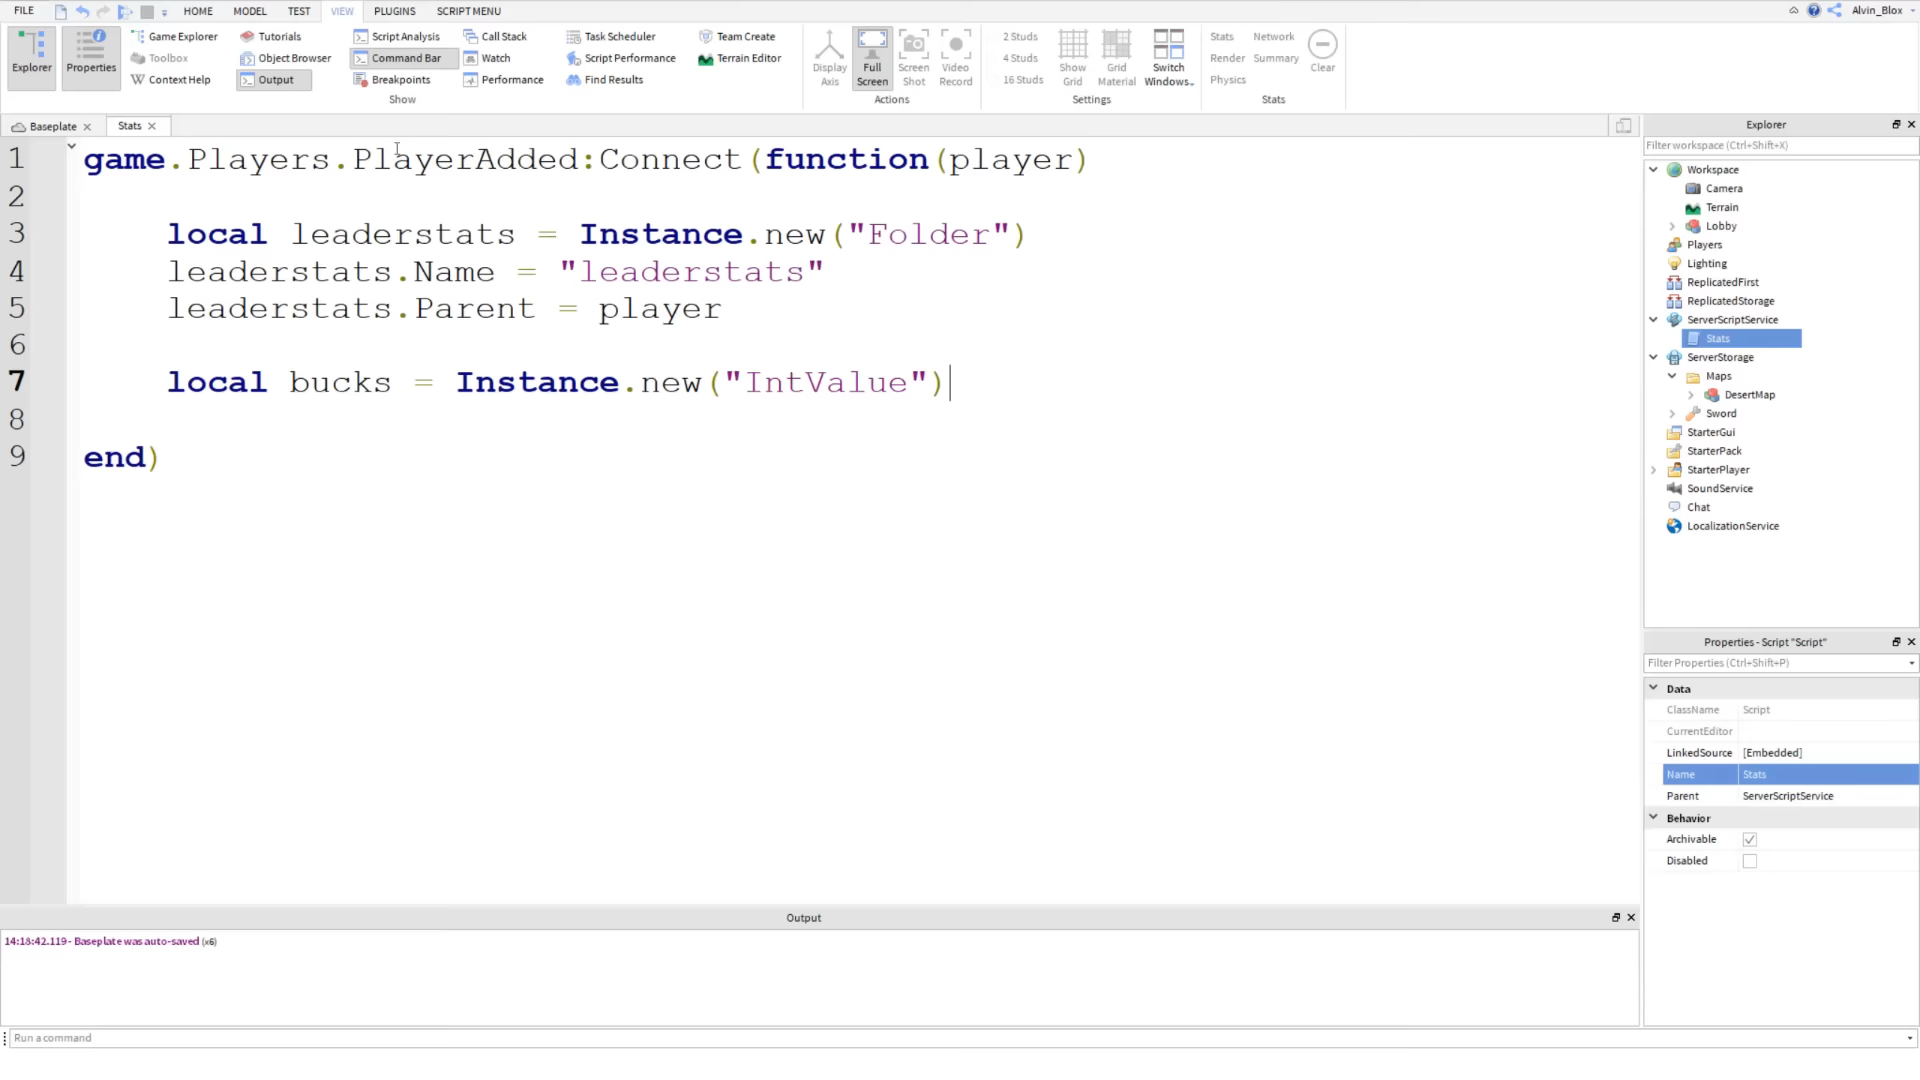 FILE HOME MODEL TEST VIEW PLUGINS SCRIPT MENU Alvin_Blox
Explorer
Properties
Game Explorer
Toolbox
Context Help
Tutorials
Object Browser
Output
Script Analysis
Command Bar
Breakpoints
Call Stack
Watch
Performance
Task Scheduler
Script Performance
Find Results
Team Create
Terrain Editor
Show
Display
Axis
Full
Screen
Screen
Shot
Video
Record
Actions
2 Studs
4 Studs
16 Studs
Show
Grid
Grid
Material
Switch
Windows
Settings
Stats Network
Render Summary
Physics
Clear
Stats
Baseplate
Stats
1 game.Players.PlayerAdded:Connect(function(player)
2
3 local leaderstats = Instance.new("Folder")
4 leaderstats.Name = "leaderstats"
5 leaderstats.Parent = player
6
7 local bucks = Instance.new("IntValue")
8
9 end)
Explorer
Filter workspace (Ctrl+Shift+X)
Workspace
Camera
Terrain
Lobby
Players
Lighting
ReplicatedFirst
ReplicatedStorage
ServerScriptService
Stats
ServerStorage
Maps
DesertMap
Sword
StarterGui
StarterPack
StarterPlayer
SoundService
Chat
LocalizationService
Properties - Script "Script"
Filter Properties (Ctrl+Shift+P)
Data
ClassName Script
CurrentEditor
LinkedSource [Embedded]
Name Stats
Parent ServerScriptService
Behavior
Archivable
Disabled
Output
14:18:42.119 - Baseplate was auto-saved (x6)
Run a command